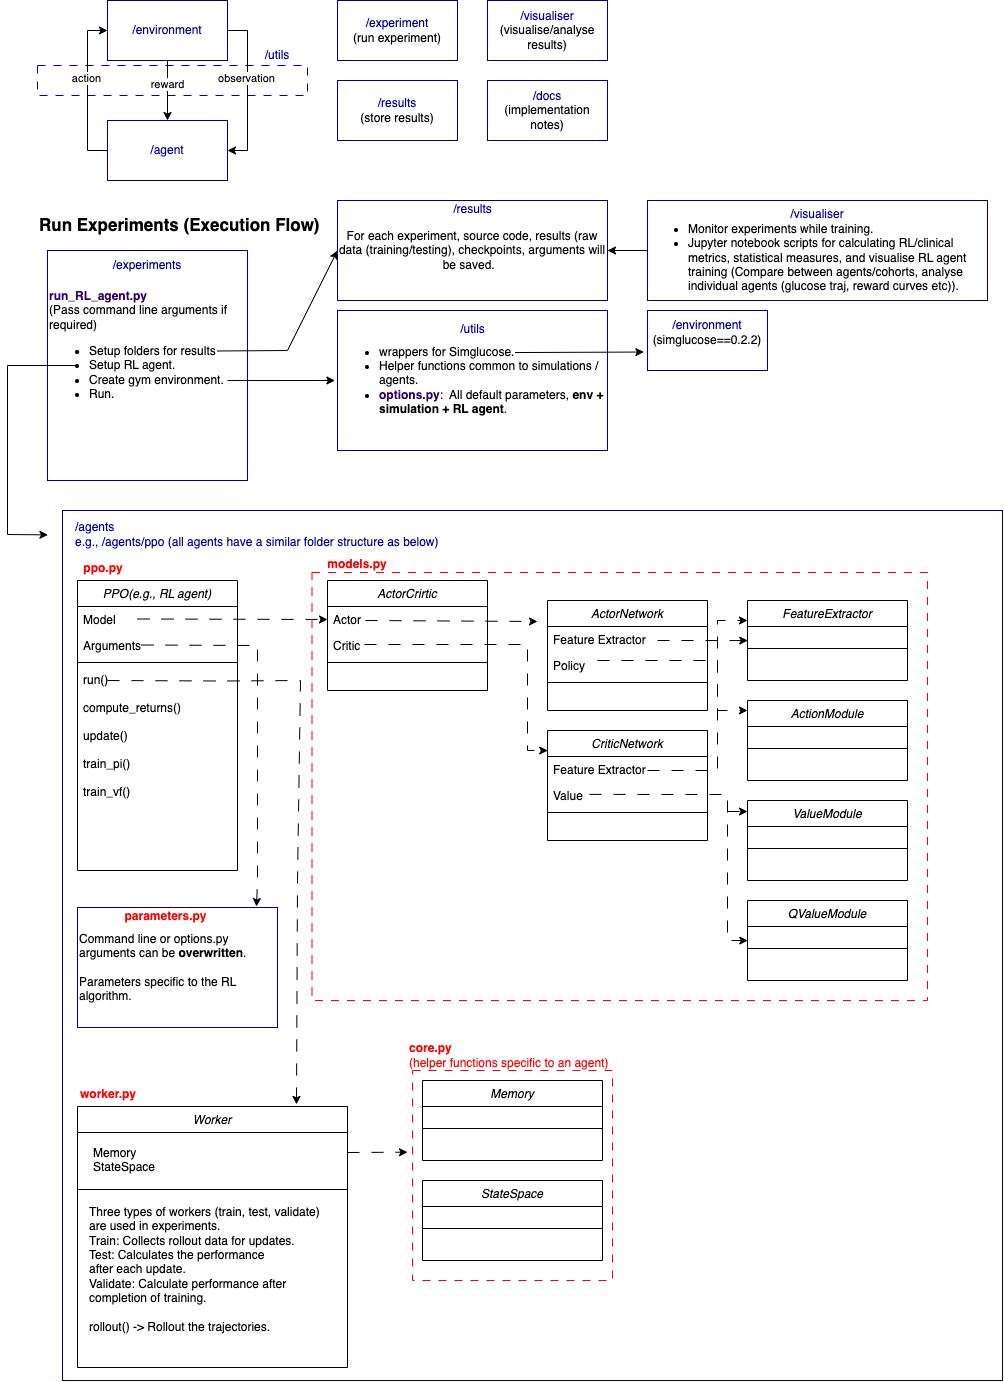 /environment
/utils
action
reward
observation
/agent
/experiment
(run experiment)
/visualiser
(visualise/analyse
results)
/results
(store results)
/docs
(implementation
notes)
Run Experiments (Execution Flow)
/experiments
run_RL_agent.py
(Pass command line arguments if
required)
• Setup folders for results
• Setup RL agent.
• Create gym environment.
• Run.
/results
For each experiment, source code, results (raw
data (training/testing), checkpoints, arguments will
be saved.
/visualiser
• Monitor experiments while training.
• Jupyter notebook scripts for calculating RL/clinical
metrics, statistical measures, and visualise RL agent
training (Compare between agents/cohorts, analyse
individual agents (glucose traj, reward curves etc)).
/utils
• wrappers for Simglucose.
• Helper functions common to simulations /
agents.
• options.py: All default parameters, env +
simulation + RL agent.
/environment
(simglucose==0.2.2)
/agents
e.g., /agents/ppo (all agents have a similar folder structure as below)
ppo.py
PPO(e.g., RL agent)
Model
Arguments
run()
compute_returns()
update()
train_pi()
train_vf()
models.py
ActorCrirtic
Actor
Critic
ActorNetwork
Feature Extractor
Policy
CriticNetwork
Feature Extractor
Value
FeatureExtractor
ActionModule
ValueModule
QValueModule
parameters.py
Command line or options.py
arguments can be overwritten.
Parameters specific to the RL
algorithm.
worker.py
Worker
Memory
StateSpace
Three types of workers (train, test, validate)
are used in experiments.
Train: Collects rollout data for updates.
Test: Calculates the performance
after each update.
Validate: Calculate performance after
completion of training.
rollout() -> Rollout the trajectories.
core.py
(helper functions specific to an agent)
Memory
StateSpace